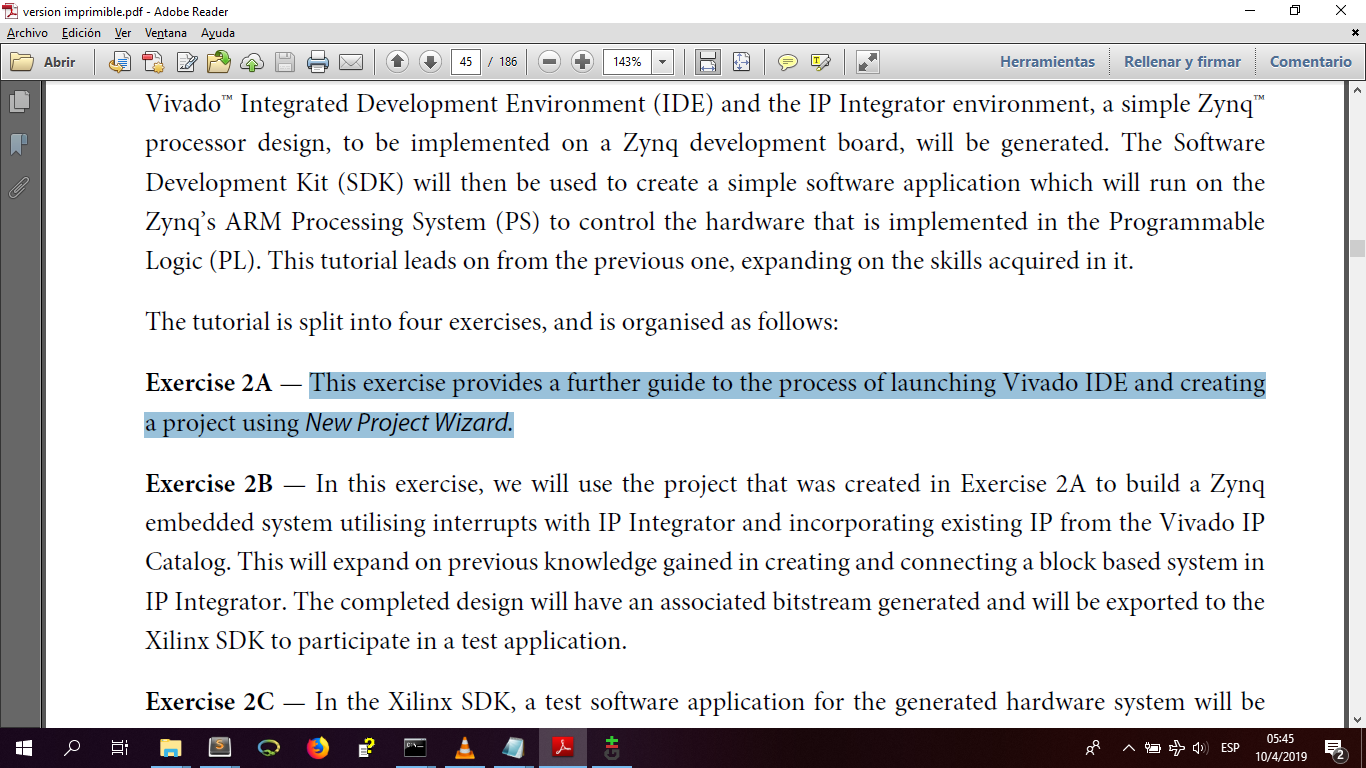 version imprimible.pdf - Adobe Reader
Archivo Edición Ver Ventana Ayuda
Abrir 45 / 186 143% Herramientas Rellenar y firmar Comentario
Vivado™ Integrated Development Environment (IDE) and the IP Integrator environment, a simple Zynq™
processor design, to be implemented on a Zynq development board, will be generated. The Software
Development Kit (SDK) will then be used to create a simple software application which will run on the
Zynq’s ARM Processing System (PS) to control the hardware that is implemented in the Programmable
Logic (PL). This tutorial leads on from the previous one, expanding on the skills acquired in it.
The tutorial is split into four exercises, and is organised as follows:
Exercise 2A — This exercise provides a further guide to the process of launching Vivado IDE and creating
a project using New Project Wizard.
Exercise 2B — In this exercise, we will use the project that was created in Exercise 2A to build a Zynq
embedded system utilising interrupts with IP Integrator and incorporating existing IP from the Vivado IP
Catalog. This will expand on previous knowledge gained in creating and connecting a block based system in
IP Integrator. The completed design will have an associated bitstream generated and will be exported to the
Xilinx SDK to participate in a test application.
Exercise 2C — In the Xilinx SDK, a test software application for the generated hardware system will be
ESP
05:45
10/4/2019
2